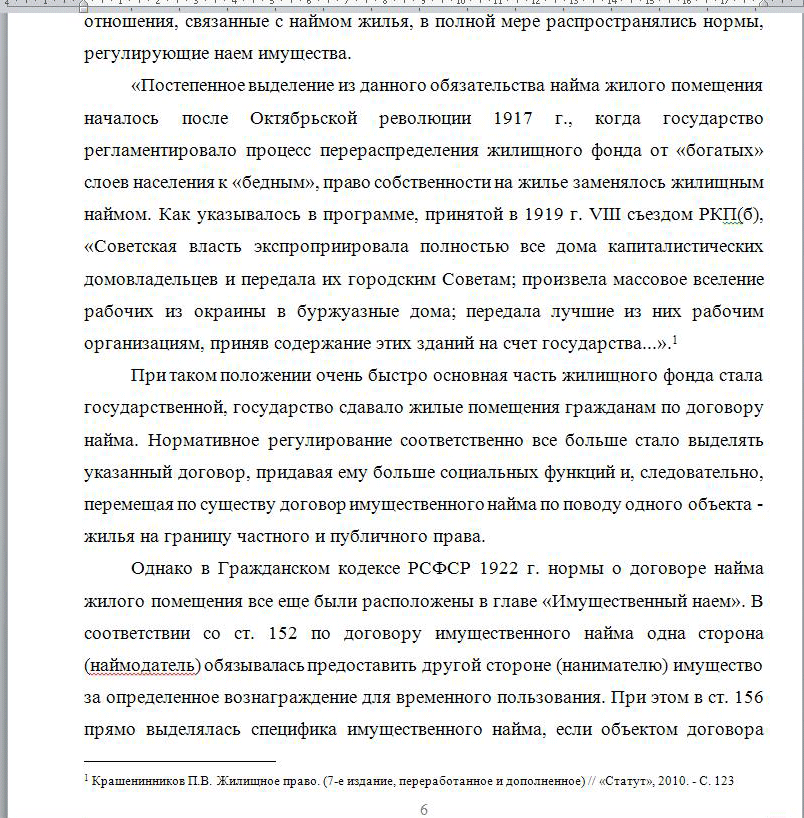 отношения, связанные с наймом жилья, в полной мере распространялись нормы,
регулирующие наем имущества.
«Постепенное выделение из данного обязательства найма жилого помещения
началось после Октябрьской революции 1917 г., когда государство
регламентировало процесс перераспределения жилищного фонда от «богатых»
слоев населения к «бедным», право собственности на жилье заменялось жилищным
наймом. Как указывалось в программе, принятой в 1919 г. VIII съездом РКП(б),
«Советская власть экспроприировала полностью все дома капиталистических
домовладельцев и передала их городским Советам; произвела массовое вселение
рабочих из окраины в буржуазные дома; передала лучшие из них рабочим
организациям, приняв содержание этих зданий на счет государства...».1
При таком положении очень быстро основная часть жилищного фонда стала
государственной, государство сдавало жилые помещения гражданам по договору
найма. Нормативное регулирование соответственно все больше стало выделять
указанный договор, придавая ему больше социальных функций и, следовательно,
перемещая по существу договор имущественного найма по поводу одного объекта -
жилья на границу частного и публичного права.
Однако в Гражданском кодексе РСФСР 1922 г. нормы о договоре найма
жилого помещения все еще были расположены в главе «Имущественный наем». В
соответствии со ст. 152 по договору имущественного найма одна сторона
(наймодатель) обязывалась предоставить другой стороне (нанимателю) имущество
за определенное вознаграждение для временного пользования. При этом в ст. 156
прямо выделялась специфика имущественного найма, если объектом договора
1 Крашенинников П.В. Жилищное право. (7-е издание, переработанное и дополненное) // «Статут», 2010. - С. 123
6